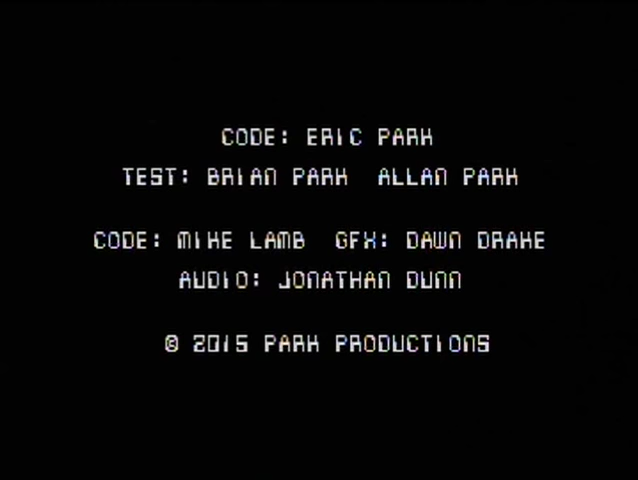 CODE: ERIC PARK
TEST: BRIAN PARK ALLAN PARK
CODE: MIKE LAMB GFX: DAWN DRAKE
AUDIO: JONATHAN DUNN
© 2015 PARK PRODUCTIONS